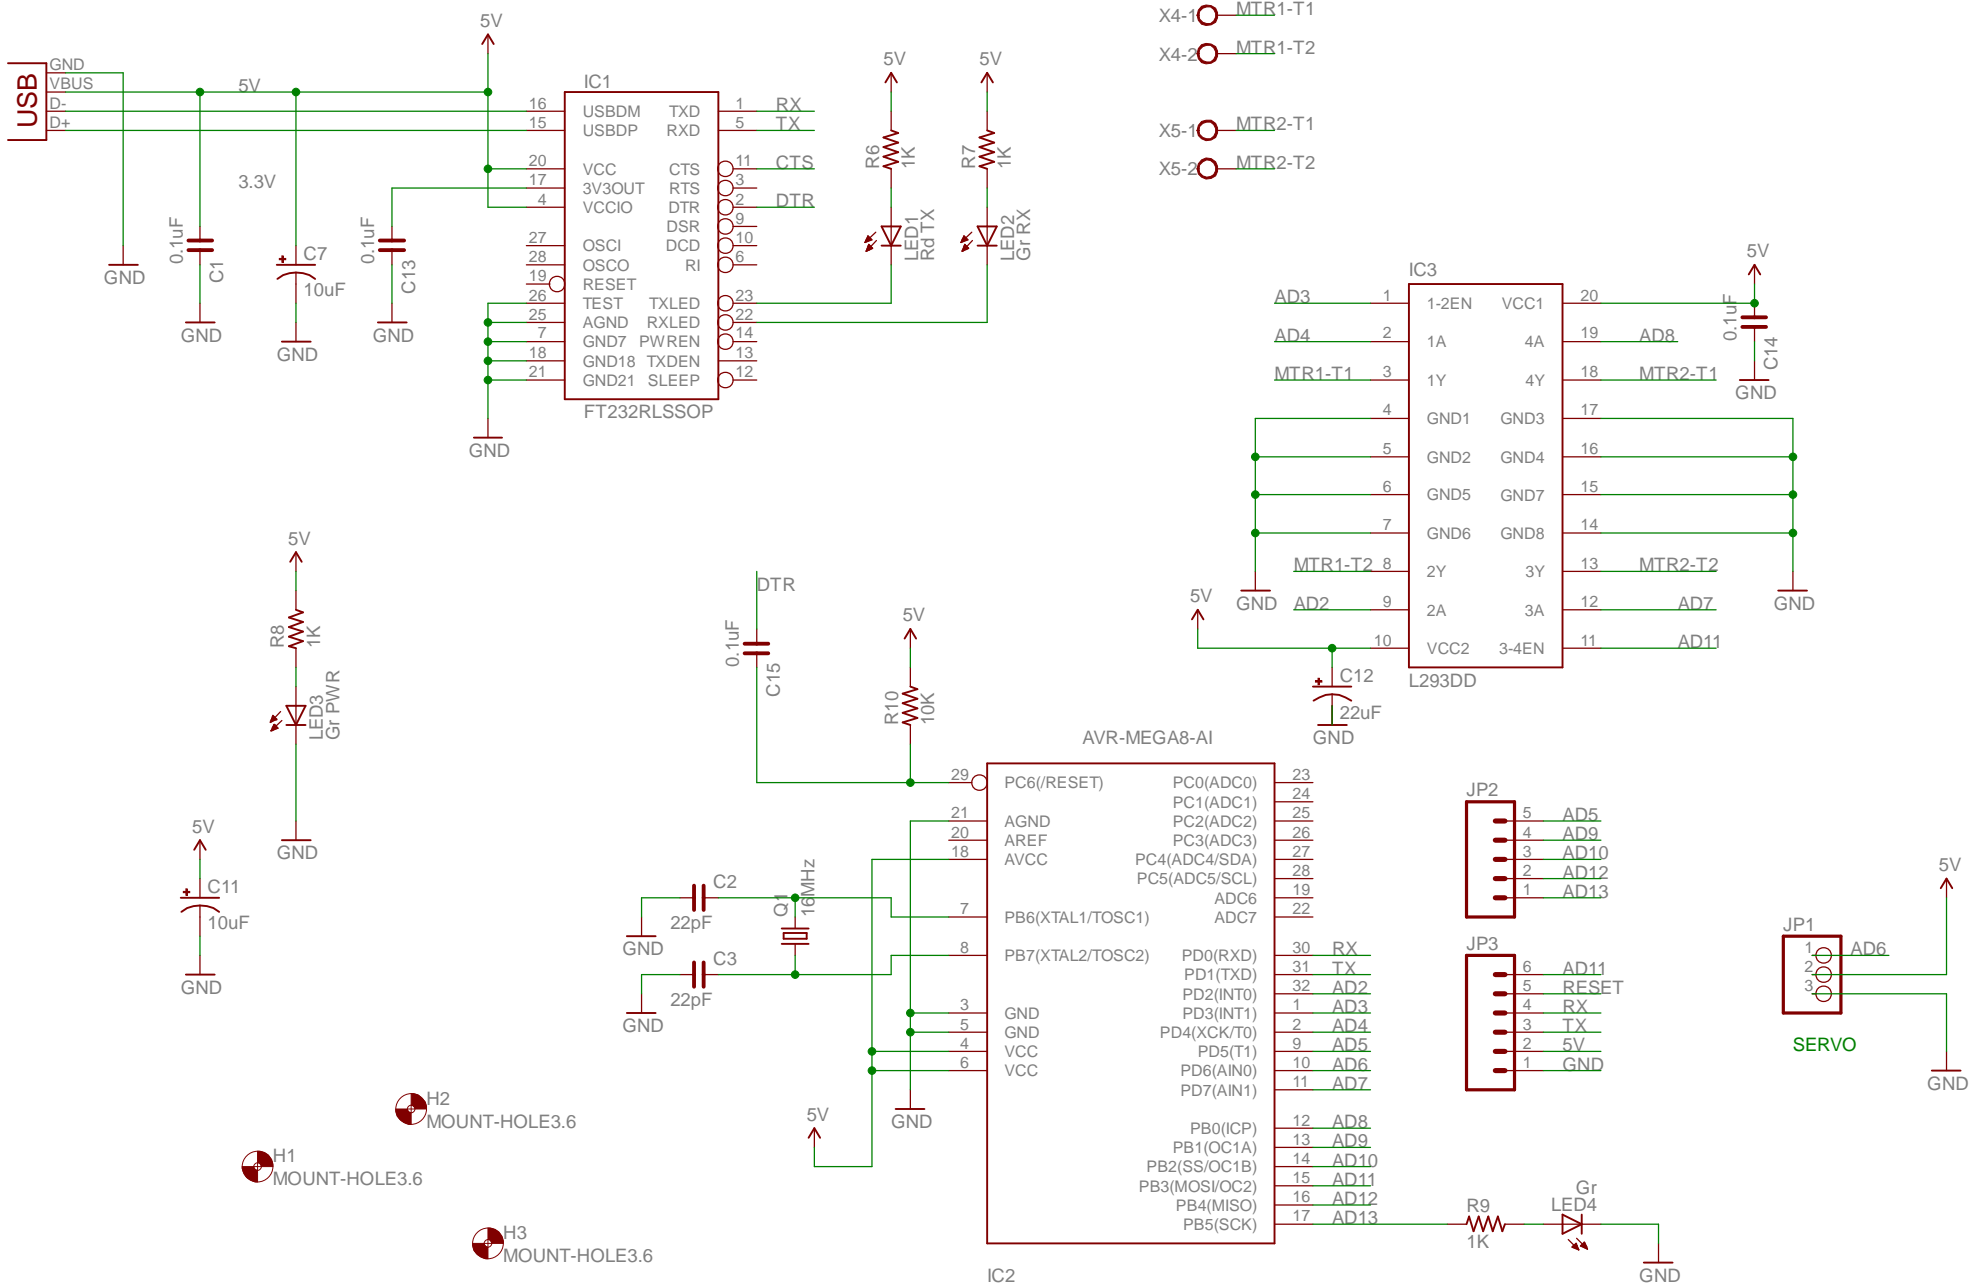 X4-1 MTR1-T1
X4-2 MTR1-T2
X5-1 MTR2-T1
X5-2 MTR2-T2
USB
GND
VBUS
D-
D+
5V
5V
3.3V
GND
0.1uF
C1
GND
C7
10uF
GND
0.1uF
C13
GND
IC1
16 USBDM TXD 1 RX
15 USBDP RXD 5 TX
20 VCC CTS 11 CTS
17 3V3OUT RTS 3
4 VCCIO DTR 2 DTR
DSR 9
27 OSCI DCD 10
28 OSCO RI 6
19 RESET
26 TEST TXLED 23
25 AGND RXLED 22
7 GND7 PWREN 14
18 GND18 TXDEN 13
21 GND21 SLEEP 12
FT232RLSSOP
GND
5V
R6
1K
LED1
Rd TX
5V
R7
1K
LED2
Gr RX
IC3
AD3 1 1-2EN VCC1 20
AD4 2 1A 4A 19 AD8
MTR1-T1 3 1Y 4Y 18 MTR2-T1
4 GND1 GND3 17
5 GND2 GND4 16
6 GND5 GND7 15
7 GND6 GND8 14
MTR1-T2 8 2Y 3Y 13 MTR2-T2
AD2 9 2A 3A 12 AD7
10 VCC2 3-4EN 11 AD11
L293DD
5V
0.1uF
C14
GND
GND
GND
5V
C12
22uF
GND
5V
R8
1K
LED3
Gr PWR
GND
5V
C11
10uF
GND
DTR
0.1uF
C15
5V
R10
10K
AVR-MEGA8-AI
29 PC6(/RESET) PC0(ADC0) 23
PC1(ADC1) 24
21 AGND PC2(ADC2) 25
20 AREF PC3(ADC3) 26
18 AVCC PC4(ADC4/SDA) 27
PC5(ADC5/SCL) 28
ADC6 19
7 PB6(XTAL1/TOSC1) ADC7 22
8 PB7(XTAL2/TOSC2) PD0(RXD) 30 RX
PD1(TXD) 31 TX
PD2(INT0) 32 AD2
3 GND PD3(INT1) 1 AD3
5 GND PD4(XCK/T0) 2 AD4
4 VCC PD5(T1) 9 AD5
6 VCC PD6(AIN0) 10 AD6
PD7(AIN1) 11 AD7
PB0(ICP) 12 AD8
PB1(OC1A) 13 AD9
PB2(SS/OC1B) 14 AD10
PB3(MOSI/OC2) 15 AD11
PB4(MISO) 16 AD12
PB5(SCK) 17 AD13
IC2
C2
22pF
GND
C3
22pF
GND
Q1
16MHz
GND
5V
R9
1K
Gr
LED4
GND
JP2
5 AD5
4 AD9
3 AD10
2 AD12
1 AD13
JP3
6 AD11
5 RESET
4 RX
3 TX
2 5V
1 GND
JP1
1 AD6
2
3
SERVO
5V
GND
H2
MOUNT-HOLE3.6
H1
MOUNT-HOLE3.6
H3
MOUNT-HOLE3.6